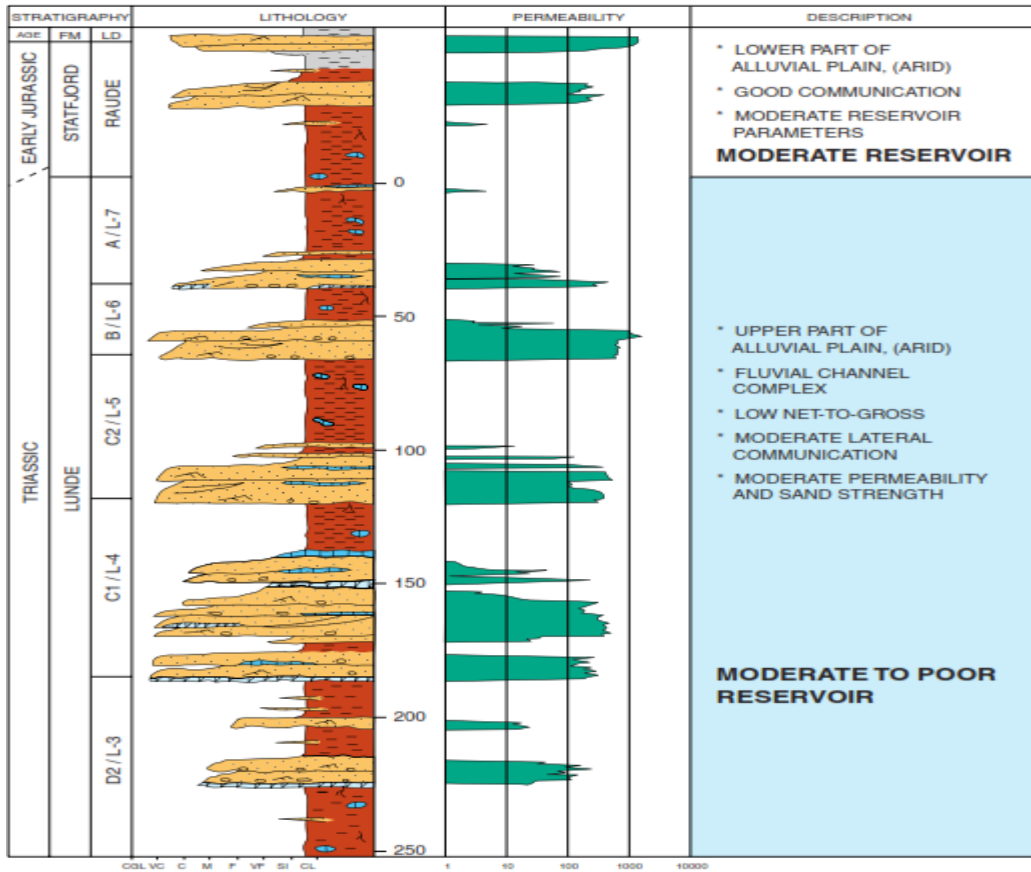 STRATIGRAPHY LITHOLOGY PERMEABILITY DESCRIPTION
AGE FM LD
EARLY JURASSIC
STATFJORD
RAUDE
* LOWER PART OF
ALLUVIAL PLAIN, (ARID)
* GOOD COMMUNICATION
* MODERATE RESERVOIR
PARAMETERS
MODERATE RESERVOIR
TRIASSIC
LUNDE
A / L-7
B / L-6
C2 / L-5
C1 / L-4
D2 / L-3
0
50
100
150
200
250
* UPPER PART OF
ALLUVIAL PLAIN, (ARID)
* FLUVIAL CHANNEL
COMPLEX
* LOW NET-TO-GROSS
* MODERATE LATERAL
COMMUNICATION
* MODERATE PERMEABILITY
AND SAND STRENGTH
MODERATE TO POOR
RESERVOIR
CGL VC C M F VF SI CL
1 10 100 1000 10000